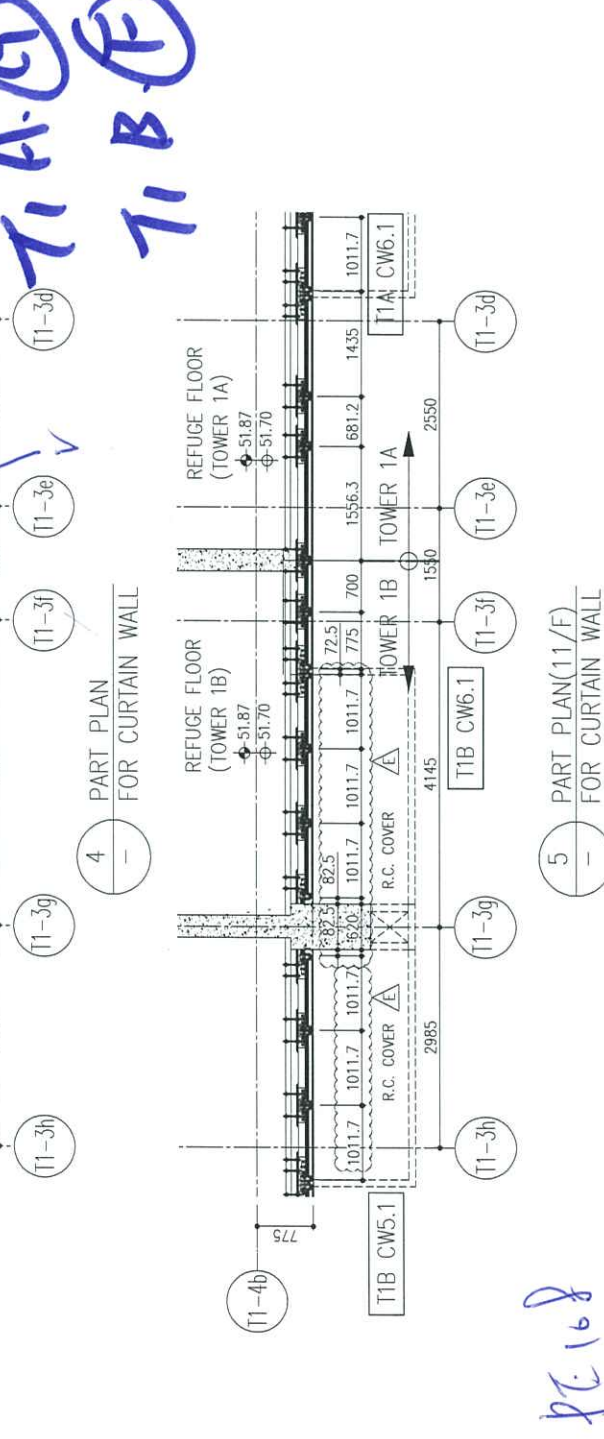 T1 A.
T1 B. F
T1-3h
T1-3g
T1-3f
T1-3e
T1-3d
4
–
PART PLAN
FOR CURTAIN WALL
REFUGE FLOOR
(TOWER 1B)
51.87
51.70
REFUGE FLOOR
(TOWER 1A)
51.87
51.70
T1-4b
775
82.5
82.5
72.5
1011.7
1011.7
1011.7
620
1011.7
1011.7
1011.7
775
700
1556.3
681.2
1435
1011.7
R.C. COVER
E
R.C. COVER
E
TOWER 1B
TOWER 1A
T1B CW5.1
T1B CW6.1
T1A CW6.1
2985
4145
1550
2550
T1-3h
T1-3g
T1-3f
T1-3e
T1-3d
5
–
PART PLAN(11/F)
FOR CURTAIN WALL